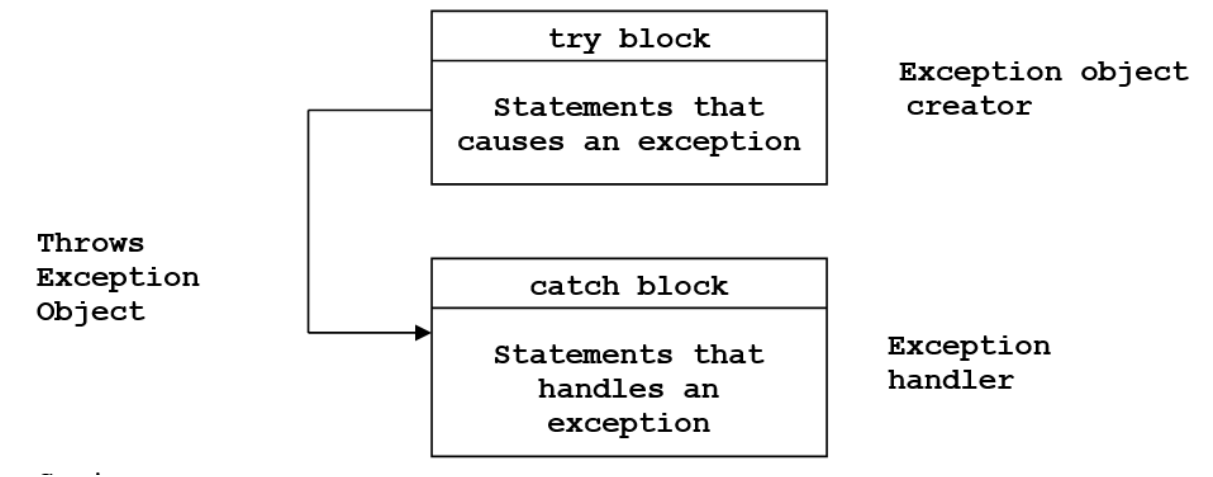 try block
Statements that
causes an exception
Exception object
creator
Throws
Exception
Object
catch block
Statements that
handles an
exception
Exception
handler